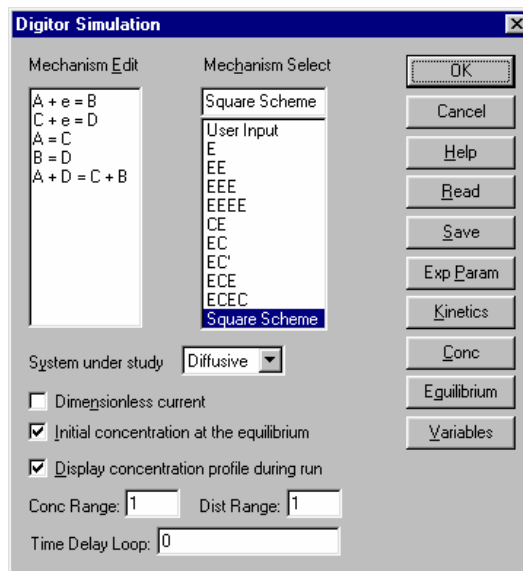 Digitor Simulation
Mechanism Edit
A + e = B
C + e = D
A = C
B = D
A + D = C + B
Mechanism Select
Square Scheme
User Input
E
EE
EEE
EEEE
CE
EC
EC'
ECE
ECEC
Square Scheme
OK
Cancel
Help
Read
Save
Exp Param
Kinetics
Conc
Equilibrium
Variables
System under study Diffusive
Dimensionless current
Initial concentration at the equilibrium
Display concentration profile during run
Conc Range: 1 Dist Range: 1
Time Delay Loop: 0